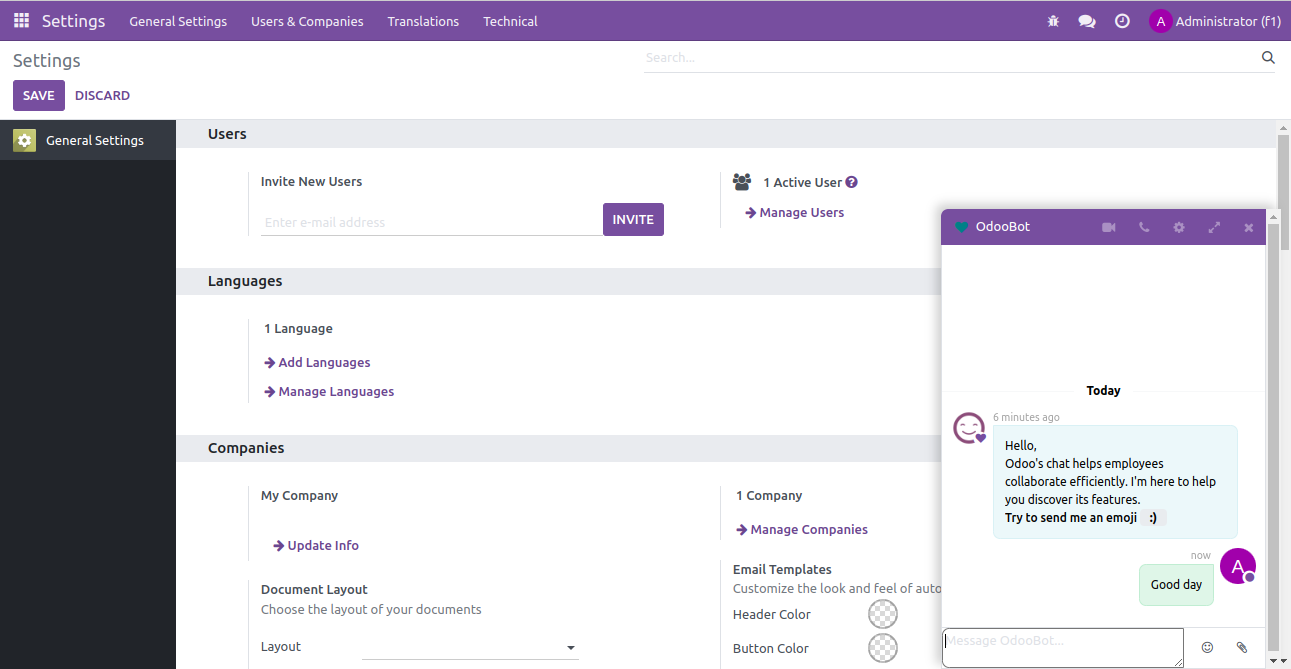 Settings
General Settings
Users & Companies
Translations
Technical
A
Administrator (f1)
Settings
Search...
SAVE
DISCARD
General Settings
Users
Invite New Users
Enter e-mail address
INVITE
1 Active User ?
Manage Users
Languages
1 Language
Add Languages
Manage Languages
Companies
My Company
Update Info
1 Company
Manage Companies
Document Layout
Choose the layout of your documents
Layout
Email Templates
Customize the look and feel of auto
Header Color
Button Color
OdooBot
Today
6 minutes ago
Hello,
Odoo's chat helps employees
collaborate efficiently. I'm here to help
you discover its features.
Try to send me an emoji :)
now
A
Good day
Message OdooBot...